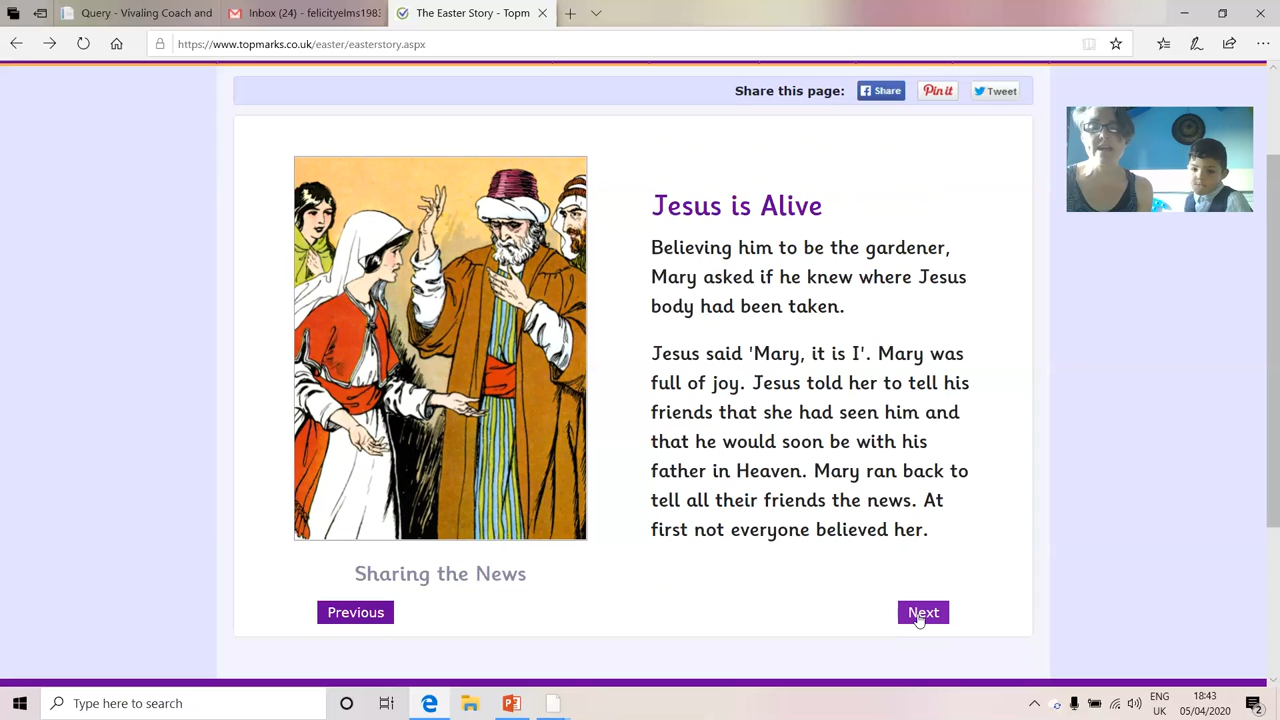 Query - Vivaling Coach and
Inbox (24) - felicityelms1983
The Easter Story - Topm
https://www.topmarks.co.uk/easter/easterstory.aspx
Share this page:
Share
Pin it
Tweet
Jesus is Alive
Believing him to be the gardener,
Mary asked if he knew where Jesus
body had been taken.
Jesus said 'Mary, it is I'. Mary was
full of joy. Jesus told her to tell his
friends that she had seen him and
that he would soon be with his
father in Heaven. Mary ran back to
tell all their friends the news. At
first not everyone believed her.
Sharing the News
Previous
Next
Type here to search
ENG
UK
18:43
05/04/2020
2